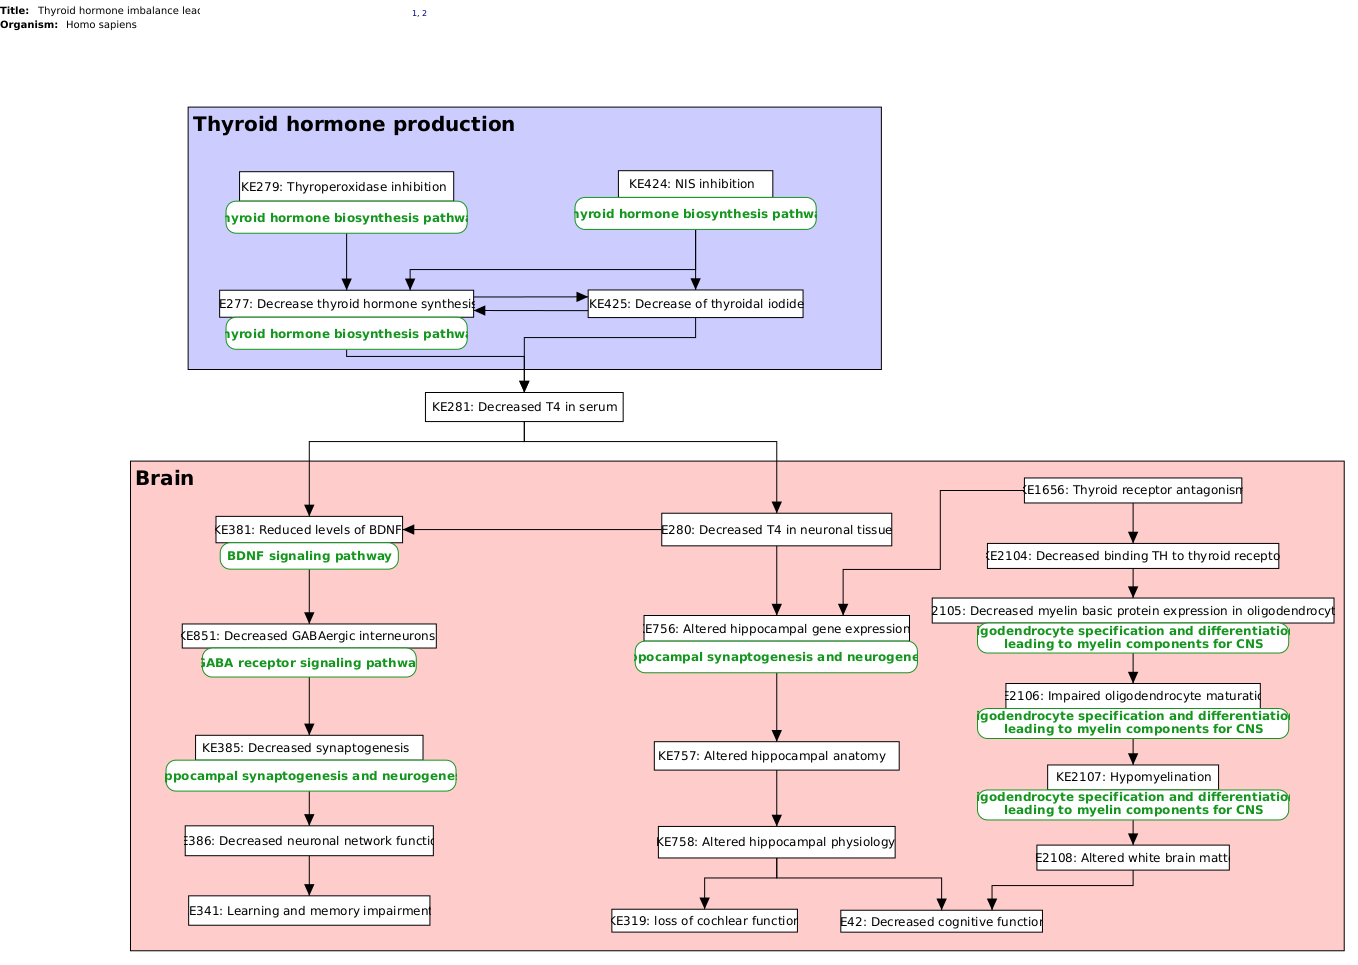 Title: Thyroid hormone imbalance leac
1, 2
Organism: Homo sapiens
Thyroid hormone production
KE279: Thyroperoxidase inhibition
KE424: NIS inhibition
hyroid hormone biosynthesis pathwa
hyroid hormone biosynthesis pathwa
E277: Decrease thyroid hormone synthesis
KE425: Decrease of thyroidal iodide
hyroid hormone biosynthesis pathwa
KE281: Decreased T4 in serum
Brain
KE1656: Thyroid receptor antagonism
KE381: Reduced levels of BDNF
E280: Decreased T4 in neuronal tissue
BDNF signaling pathway
KE2104: Decreased binding TH to thyroid recepto
2105: Decreased myelin basic protein expression in oligodendrocyt
KE851: Decreased GABAergic interneurons
KE756: Altered hippocampal gene expression
igodendrocyte specification and differentiation
leading to myelin components for CNS
GABA receptor signaling pathwa
ppocampal synaptogenesis and neurogene
E2106: Impaired oligodendrocyte maturatio
igodendrocyte specification and differentiation
leading to myelin components for CNS
KE385: Decreased synaptogenesis
KE757: Altered hippocampal anatomy
ppocampal synaptogenesis and neurogenes
KE2107: Hypomyelination
igodendrocyte specification and differentiation
leading to myelin components for CNS
E386: Decreased neuronal network functio
KE758: Altered hippocampal physiology
E2108: Altered white brain matt
E341: Learning and memory impairment
KE319: loss of cochlear function
E42: Decreased cognitive function